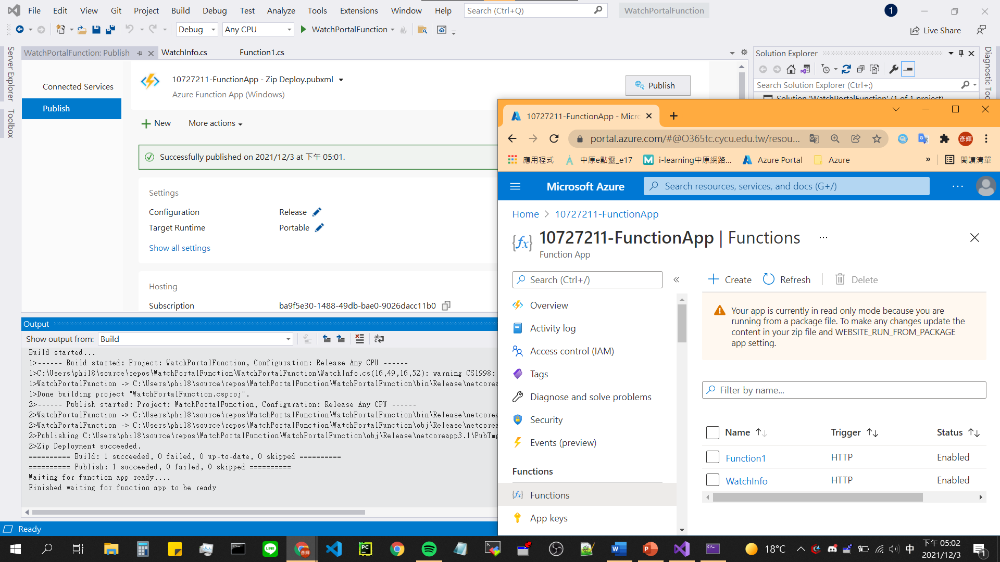 File Edit View Git Project Build Debug Test Analyze Tools Extensions Window Help Search (Ctrl+Q) WatchPortalFunction 1
Debug Any CPU WatchPortalFunction Live Share
Server Explorer
Toolbox
WatchPortalFunction: Publish WatchInfo.cs Function1.cs
Connected Services
Publish
10727211-FunctionApp - Zip Deploy.pubxml
Azure Function App (Windows)
Publish
New More actions
Successfully published on 2021/12/3 at 下午 05:01.
Settings
Configuration Release
Target Runtime Portable
Show all settings
Hosting
Subscription ba9f5e30-1488-49db-bae0-9026dacc11b0
Solution Explorer
Search Solution Explorer (Ctrl+;)
Solution 'WatchPortalFunction' (1 of 1 project)
Diagnostic Too
Output
Show output from: Build
Build started...
1>------ Build started: Project: WatchPortalFunction, Configuration: Release Any CPU ------
1>C:\Users\phil8\source\repos\WatchPortalFunction\WatchPortalFunction\WatchInfo.cs(16,49,16,52): warning CS1998:
1>WatchPortalFunction -> C:\Users\phil8\source\repos\WatchPortalFunction\WatchPortalFunction\bin\Release\netcorea
1>Done building project "WatchPortalFunction.csproj".
2>------ Publish started: Project: WatchPortalFunction, Configuration: Release Any CPU ------
2>WatchPortalFunction -> C:\Users\phil8\source\repos\WatchPortalFunction\WatchPortalFunction\bin\Release\netcorea
2>WatchPortalFunction -> C:\Users\phil8\source\repos\WatchPortalFunction\WatchPortalFunction\obj\Release\netcorea
2>Publishing C:\Users\phil8\source\repos\WatchPortalFunction\WatchPortalFunction\obj\Release\netcoreapp3.1\PubTmp
2>Zip Deployment succeeded.
========== Build: 1 succeeded, 0 failed, 0 up-to-date, 0 skipped ==========
========== Publish: 1 succeeded, 0 failed, 0 skipped ==========
Waiting for function app ready....
Finished waiting for function app to be ready
Ready
10727211-FunctionApp - Micro
portal.azure.com/#@O365tc.cycu.edu.tw/resou... 彥輝
應用程式 中原e點靈_e17 i-learning中原網路... Azure Portal Azure » 閱讀清單
Microsoft Azure Search resources, services, and docs (G+/)
Home > 10727211-FunctionApp
10727211-FunctionApp | Functions
Function App
Search (Ctrl+/)
Overview
Activity log
Access control (IAM)
Tags
Diagnose and solve problems
Security
Events (preview)
Functions
Functions
App keys
Create Refresh Delete
Your app is currently in read only mode because you are
running from a package file. To make any changes update the
content in your zip file and WEBSITE_RUN_FROM_PACKAGE
app setting.
Filter by name...
Name Trigger Status
Function1 HTTP Enabled
WatchInfo HTTP Enabled
18°C 中 下午 05:02
2021/12/3 1